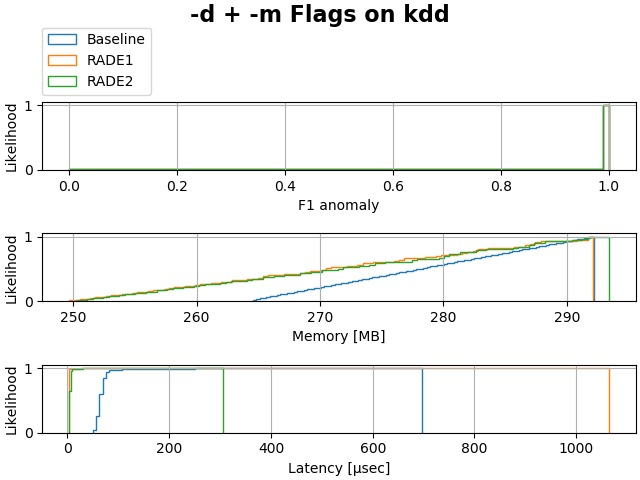 -d + -m Flags on kdd
Baseline
RADE1
RADE2
Likelihood
1
0
0.0 0.2 0.4 0.6 0.8 1.0
F1 anomaly
Likelihood
1
0
250 260 270 280 290
Memory [MB]
Likelihood
1
0
0 200 400 600 800 1000
Latency [μsec]